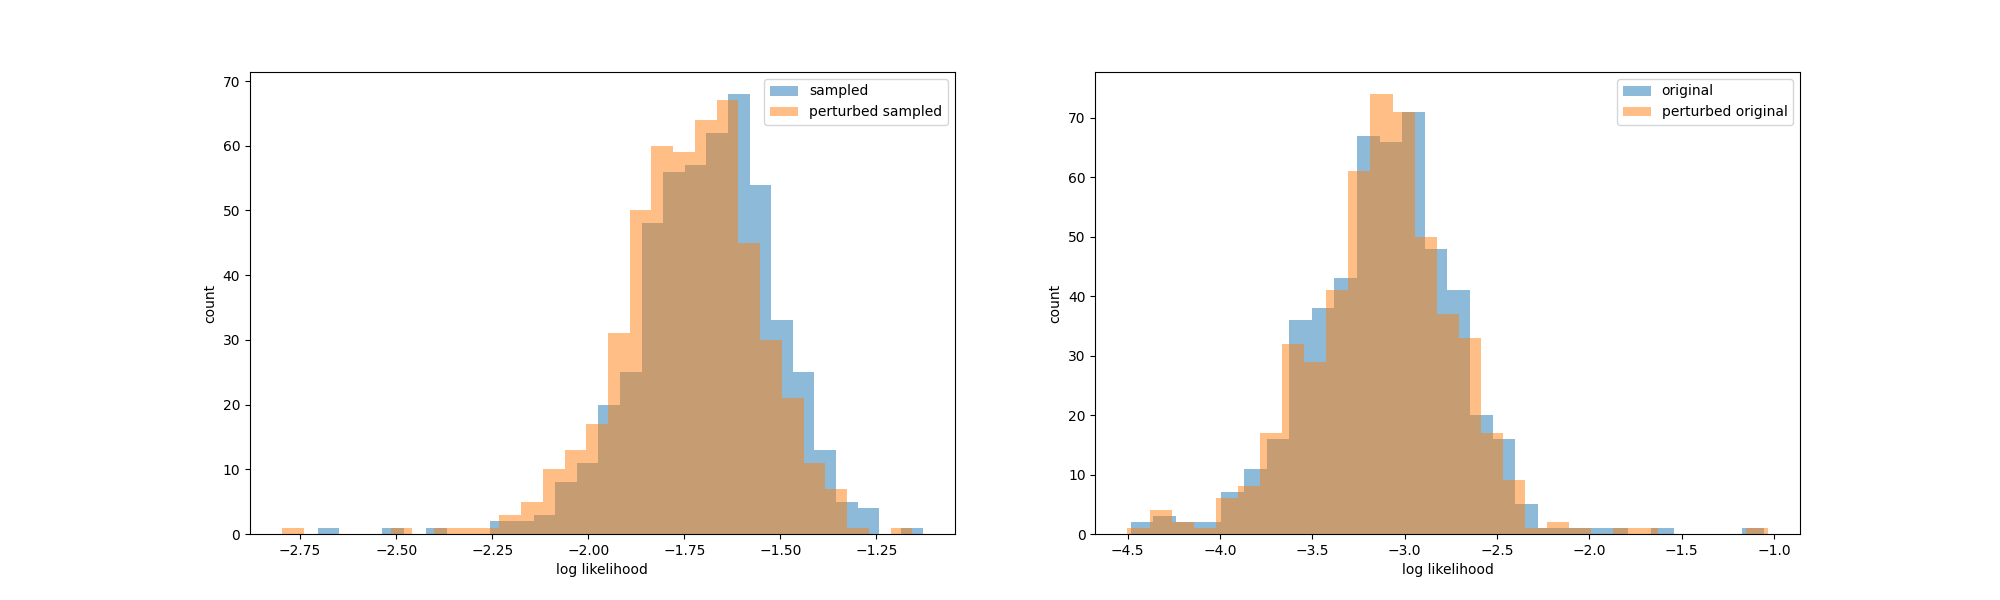 70
60
50
40
30
20
10
0
count
−2.75 −2.50 −2.25 −2.00 −1.75 −1.50 −1.25
log likelihood
sampled
perturbed sampled
70
60
50
40
30
20
10
0
count
−4.5 −4.0 −3.5 −3.0 −2.5 −2.0 −1.5 −1.0
log likelihood
original
perturbed original